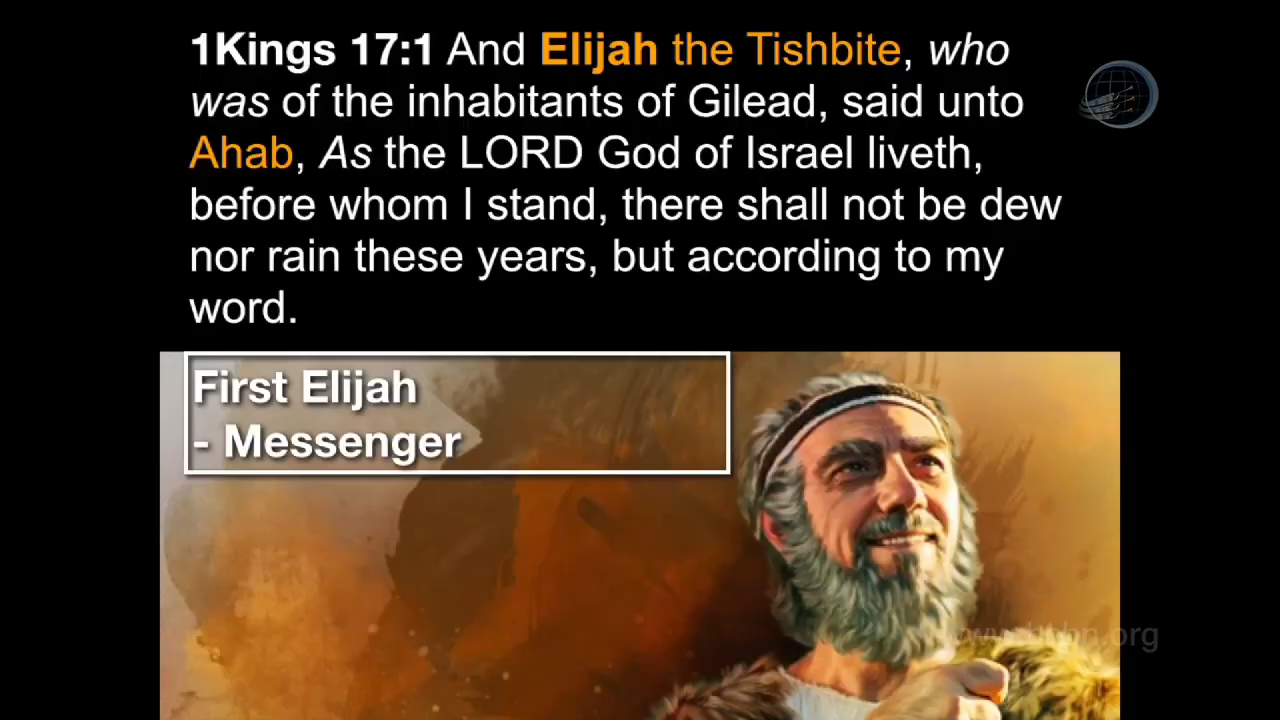 1Kings 17:1 And Elijah the Tishbite, who
was of the inhabitants of Gilead, said unto
Ahab, As the LORD God of Israel liveth,
before whom I stand, there shall not be dew
nor rain these years, but according to my
word.
First Elijah
- Messenger